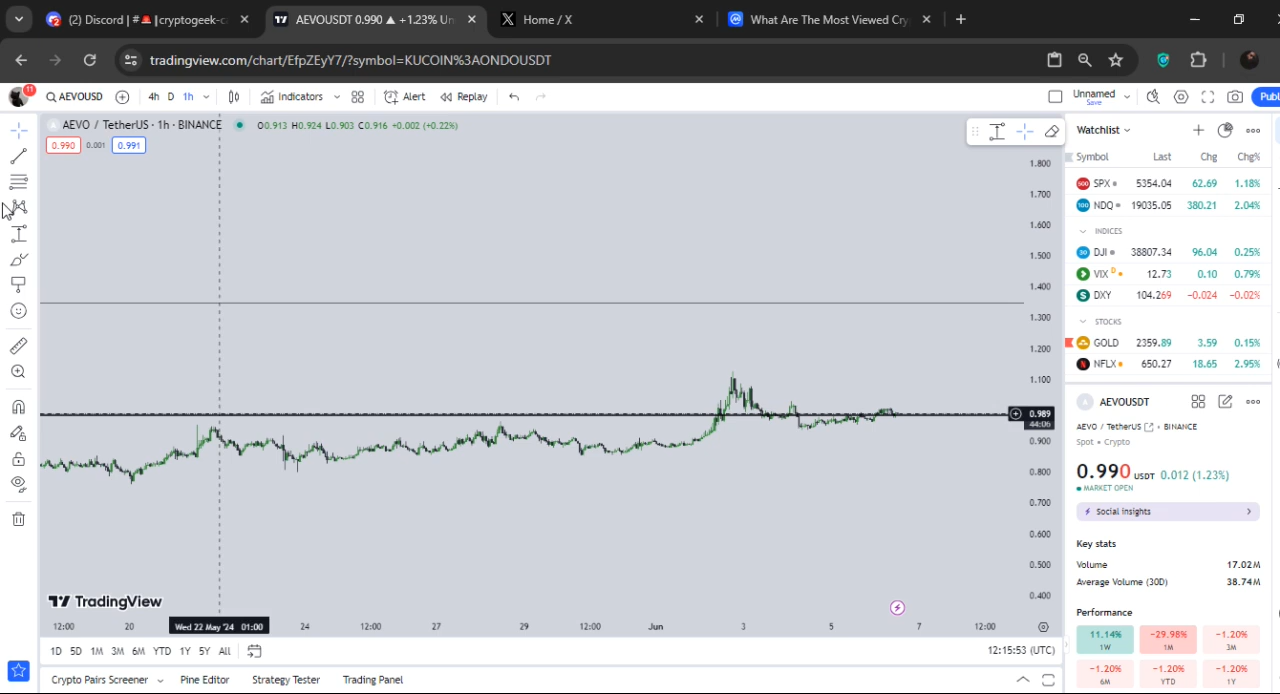 (2) Discord | # | cryptogeek-c
AEVOUSDT 0.990 ▲ +1.23% Un
Home / X
What Are The Most Viewed Cry
tradingview.com/chart/EfpZEyY7/?symbol=KUCOIN%3AONDOUSDT
11
AEVOUSD
4h D 1h
Indicators
Alert
Replay
Unnamed
Save
Publ
AEVO / TetherUS · 1h · BINANCE
O0.913 H0.924 L0.903 C0.916 +0.002 (+0.22%)
0.990 0.001 0.991
1.800
1.700
1.600
1.500
1.400
1.300
1.200
1.100
0.989
44:06
0.900
0.800
0.700
0.600
0.500
0.400
TradingView
12:00 20 Wed 22 May '24 01:00 24 12:00 27 29 12:00 Jun 3 5 7 12:00
1D 5D 1M 3M 6M YTD 1Y 5Y All
12:15:53 (UTC)
Crypto Pairs Screener Pine Editor Strategy Tester Trading Panel
Watchlist
Symbol Last Chg Chg%
500 SPX 5354.04 62.69 1.18%
100 NDQ 19035.05 380.21 2.04%
INDICES
30 DJI 38807.34 96.04 0.25%
VIX D 12.73 0.10 0.79%
$ DXY 104.269 −0.024 −0.02%
STOCKS
GOLD 2359.89 3.59 0.15%
N NFLX 650.27 18.65 2.95%
A AEVOUSDT
AEVO / TetherUS • BINANCE
Spot • Crypto
0.990 USDT 0.012 (1.23%)
MARKET OPEN
Social Insights
Key stats
Volume 17.02M
Average Volume (30D) 38.74M
Performance
11.14% −29.98% −1.20%
1W 1M 3M
−1.20% −1.20% −1.20%
6M YTD 1Y